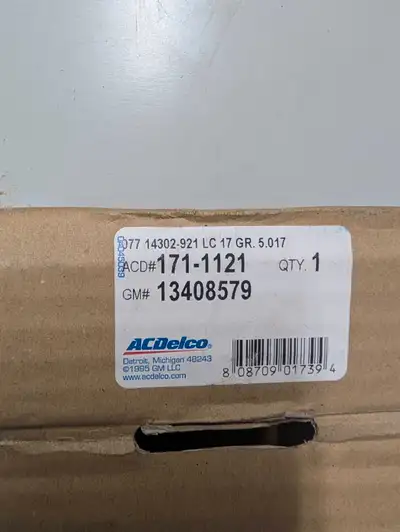 077 14302-921 LC 17 GR. 5.017
ACD# 171-1121 QTY. 1
GM# 13408579
ACDelco
Detroit, Michigan 48243
©1995 GM LLC
www.acdelco.com
8 08709 01739 4